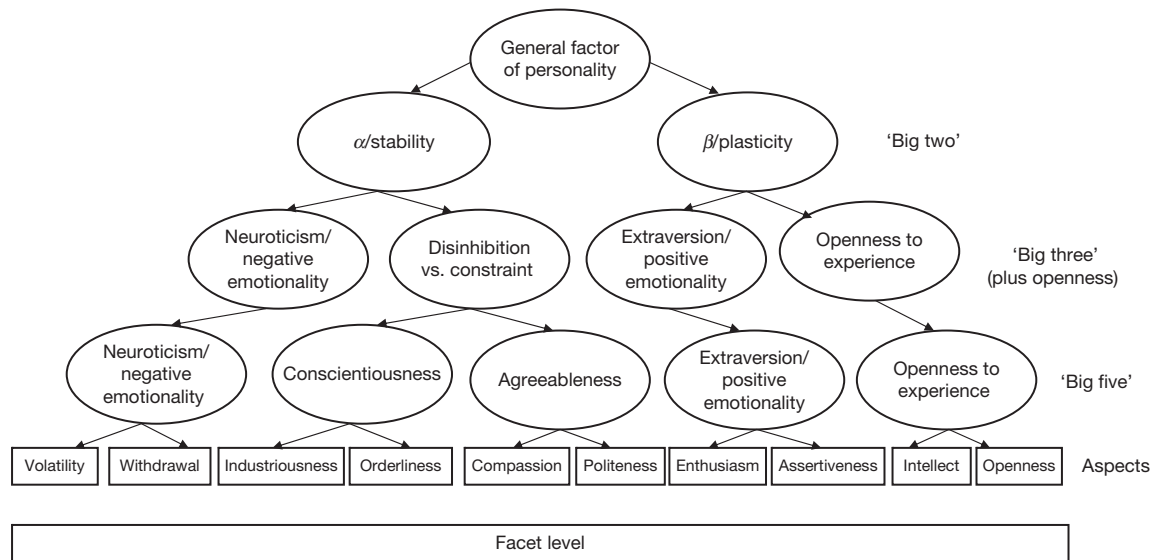 General factor
of personality
α/stability
β/plasticity
'Big two'
Neuroticism/
negative
emotionality
Disinhibition
vs. constraint
Extraversion/
positive
emotionality
Openness to
experience
'Big three'
(plus openness)
Neuroticism/
negative
emotionality
Conscientiousness
Agreeableness
Extraversion/
positive
emotionality
Openness to
experience
'Big five'
Volatility
Withdrawal
Industriousness
Orderliness
Compassion
Politeness
Enthusiasm
Assertiveness
Intellect
Openness
Aspects
Facet level